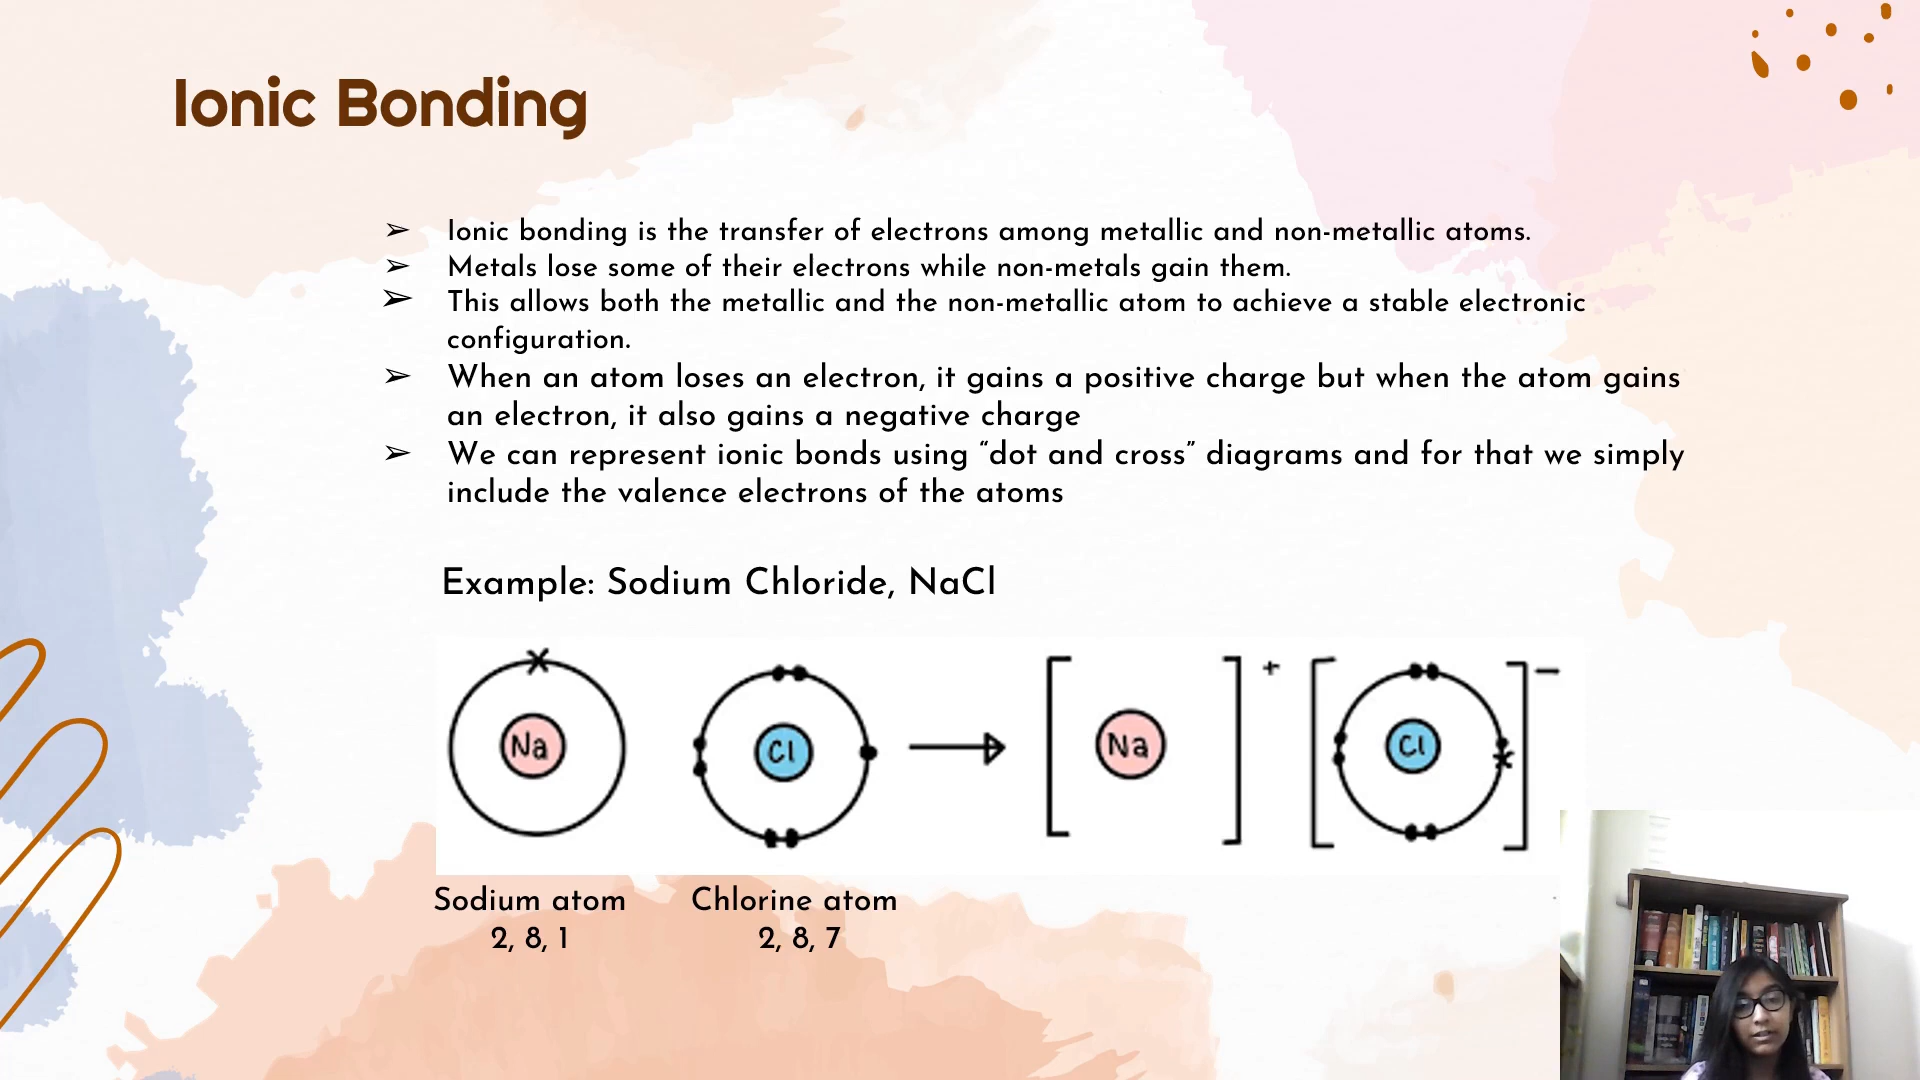 Ionic Bonding
➢ Ionic bonding is the transfer of electrons among metallic and non-metallic atoms.
➢ Metals lose some of their electrons while non-metals gain them.
➢ This allows both the metallic and the non-metallic atom to achieve a stable electronic
configuration.
➢ When an atom loses an electron, it gains a positive charge but when the atom gains
an electron, it also gains a negative charge
➢ We can represent ionic bonds using “dot and cross” diagrams and for that we simply
include the valence electrons of the atoms
Example: Sodium Chloride, NaCl
Na Cl [ Na ] + [ Cl ] −
Sodium atom Chlorine atom
2, 8, 1 2, 8, 7